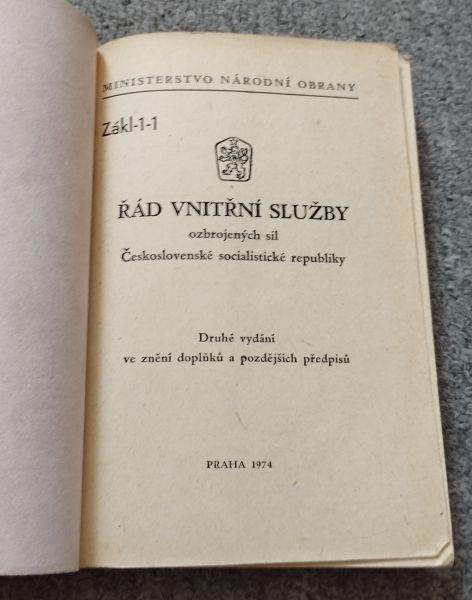 MINISTERSTVO NÁRODNÍ OBRANY
Zákl-1-1
ŘÁD VNITŘNÍ SLUŽBY
ozbrojených sil
Československé socialistické republiky
Druhé vydání
ve znění doplňků a pozdějších předpisů
PRAHA 1974